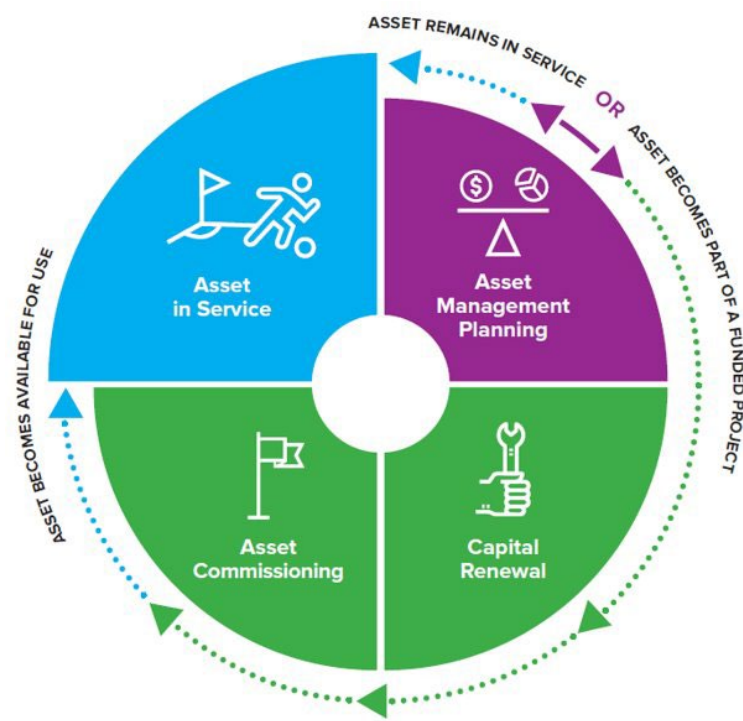 ASSET REMAINS IN SERVICE
OR
ASSET BECOMES PART OF A FUNDED PROJECT
$
Asset
in Service
Asset
Management
Planning
ASSET BECOMES AVAILABLE FOR USE
Asset
Commissioning
Capital
Renewal